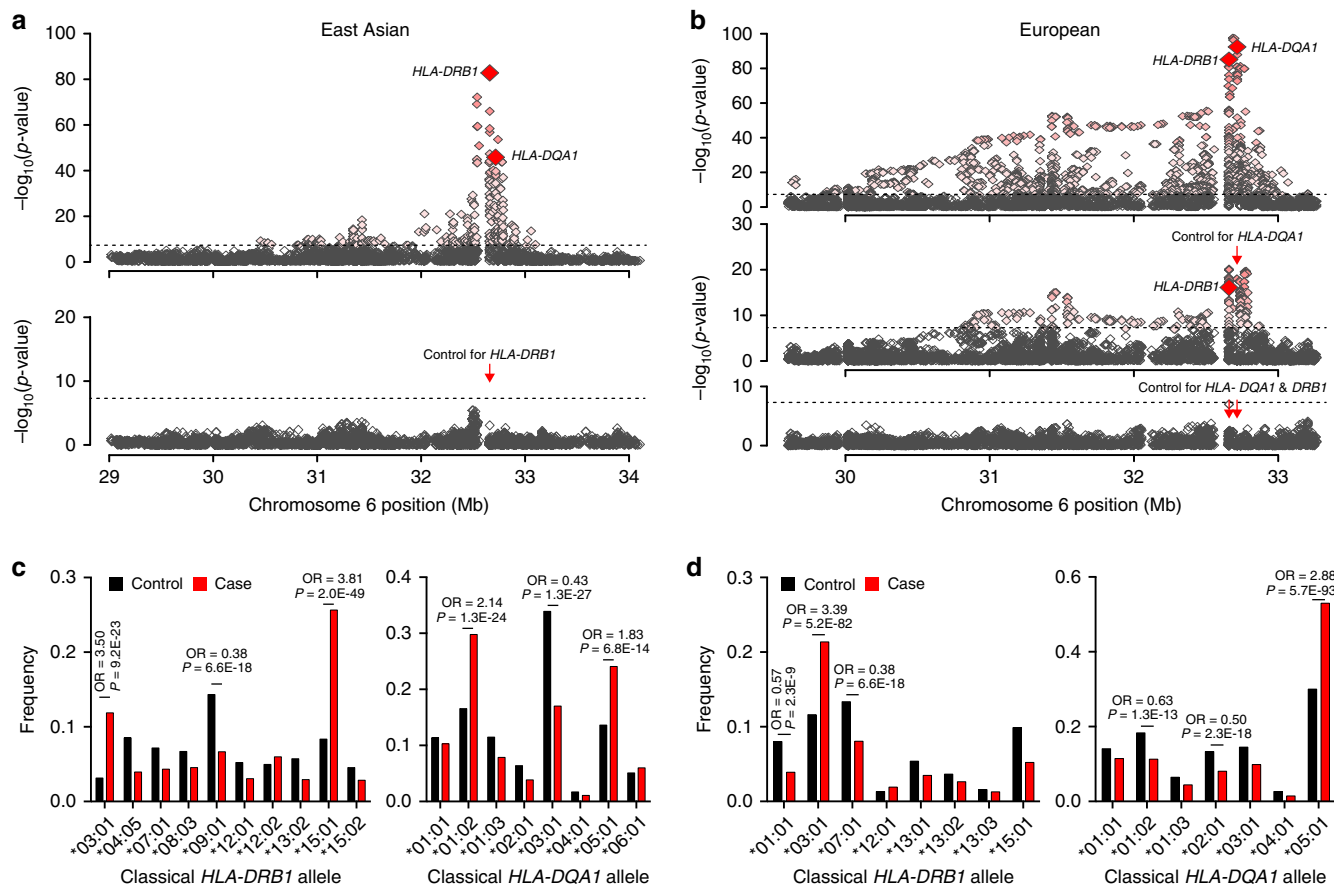 a
East Asian
100
80
60
40
20
0
−log10(p-value)
HLA-DRB1
HLA-DQA1
20
10
0
−log10(p-value)
Control for HLA-DRB1
29
30
31
32
33
34
Chromosome 6 position (Mb)
b
European
100
80
60
40
20
0
−log10(p-value)
HLA-DQA1
HLA-DRB1
30
20
10
0
−log10(p-value)
Control for HLA-DQA1
HLA-DRB1
10
0
Control for HLA- DQA1 & DRB1
30
31
32
33
Chromosome 6 position (Mb)
c
Control
Case
0.3
0.2
0.1
0.0
Frequency
OR = 3.50
P = 9.2E-23
OR = 0.38
P = 6.6E-18
OR = 3.81
P = 2.0E-49
*03:01
*04:05
*07:01
*08:03
*09:01
*12:01
*12:02
*13:02
*15:01
*15:02
Classical HLA-DRB1 allele
0.4
0.3
0.2
0.1
0.0
OR = 2.14
P = 1.3E-24
OR = 0.43
P = 1.3E-27
OR = 1.83
P = 6.8E-14
*01:01
*01:02
*01:03
*02:01
*03:01
*04:01
*05:01
*06:01
Classical HLA-DQA1 allele
d
Control
Case
0.3
0.2
0.1
0.0
Frequency
OR = 0.57
P = 2.3E-9
OR = 3.39
P = 5.2E-82
OR = 0.38
P = 6.6E-18
*01:01
*03:01
*07:01
*12:01
*13:01
*13:02
*13:03
*15:01
Classical HLA-DRB1 allele
0.6
0.4
0.2
0.0
OR = 0.63
P = 1.3E-13
OR = 0.50
P = 2.3E-18
OR = 2.88
P = 5.7E-93
*01:01
*01:02
*01:03
*02:01
*03:01
*04:01
*05:01
Classical HLA-DQA1 allele